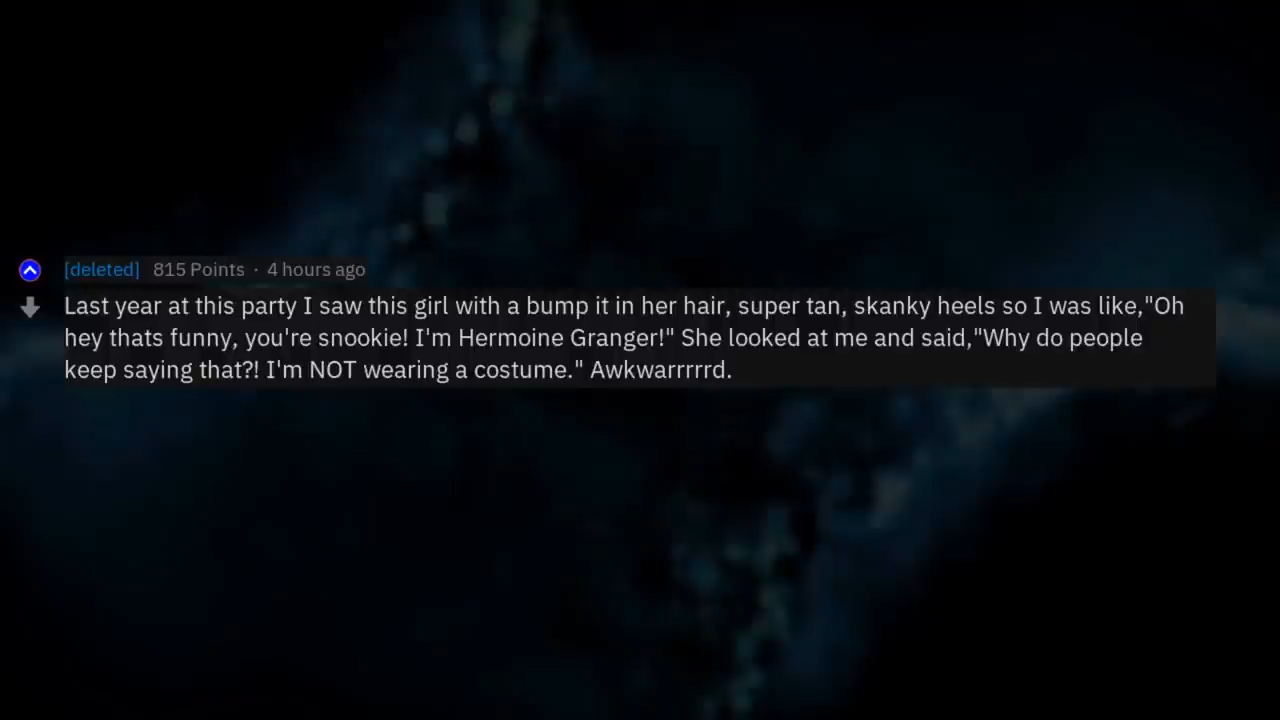 [deleted] 815 Points · 4 hours ago
Last year at this party I saw this girl with a bump it in her hair, super tan, skanky heels so I was like,"Oh
hey thats funny, you're snookie! I'm Hermoine Granger!" She looked at me and said,"Why do people
keep saying that?! I'm NOT wearing a costume." Awkwarrrrrd.